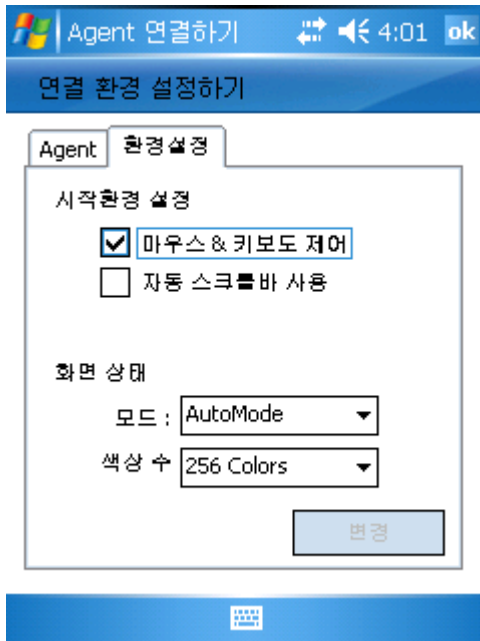 Agent 연결하기 4:01 ok
연결 환경 설정하기
Agent 환경설정
시작환경 설정
마우스 & 키보도 제어
자동 스크롤바 사용
화면 상태
모드 : AutoMode
색상 수 256 Colors
변경